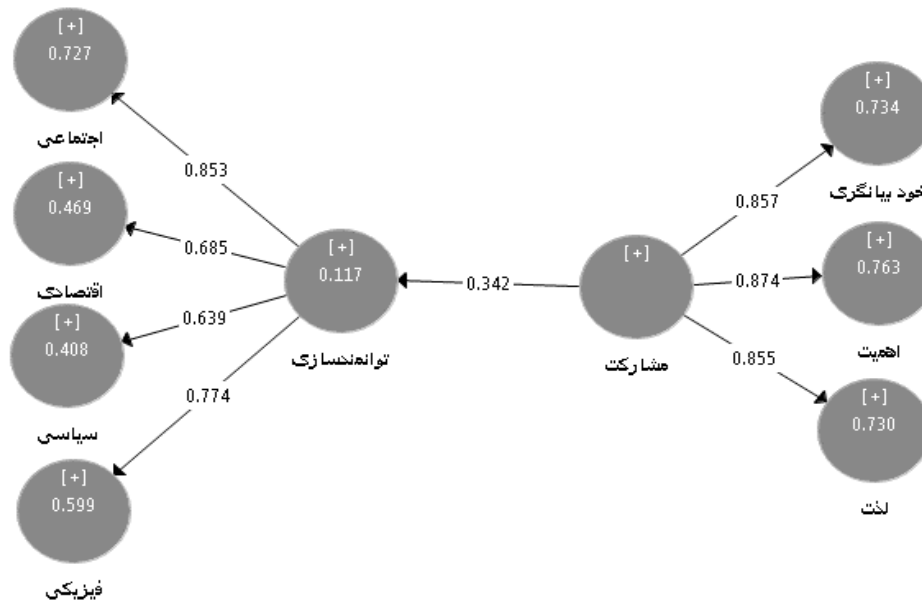 [+]
0.727
اجتماعی
[+]
0.469
اقتصادی
[+]
0.408
سیاسی
[+]
0.599
فیزیکی
0.853
0.685
0.639
0.774
[+]
0.117
توانمندسازی
0.342
[+]
مشارکت
0.857
0.874
0.855
[+]
0.734
خود بیانگری
[+]
0.763
اهمیت
[+]
0.730
لذت